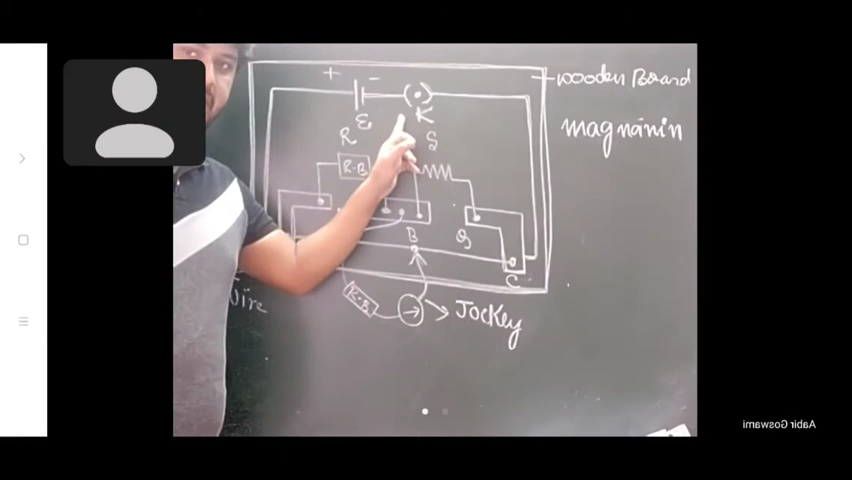 + -
wooden Board
K
ε
magnanin
R
S
R-B
B
C
Wire
R-B
Jockey
Aabir Goswami